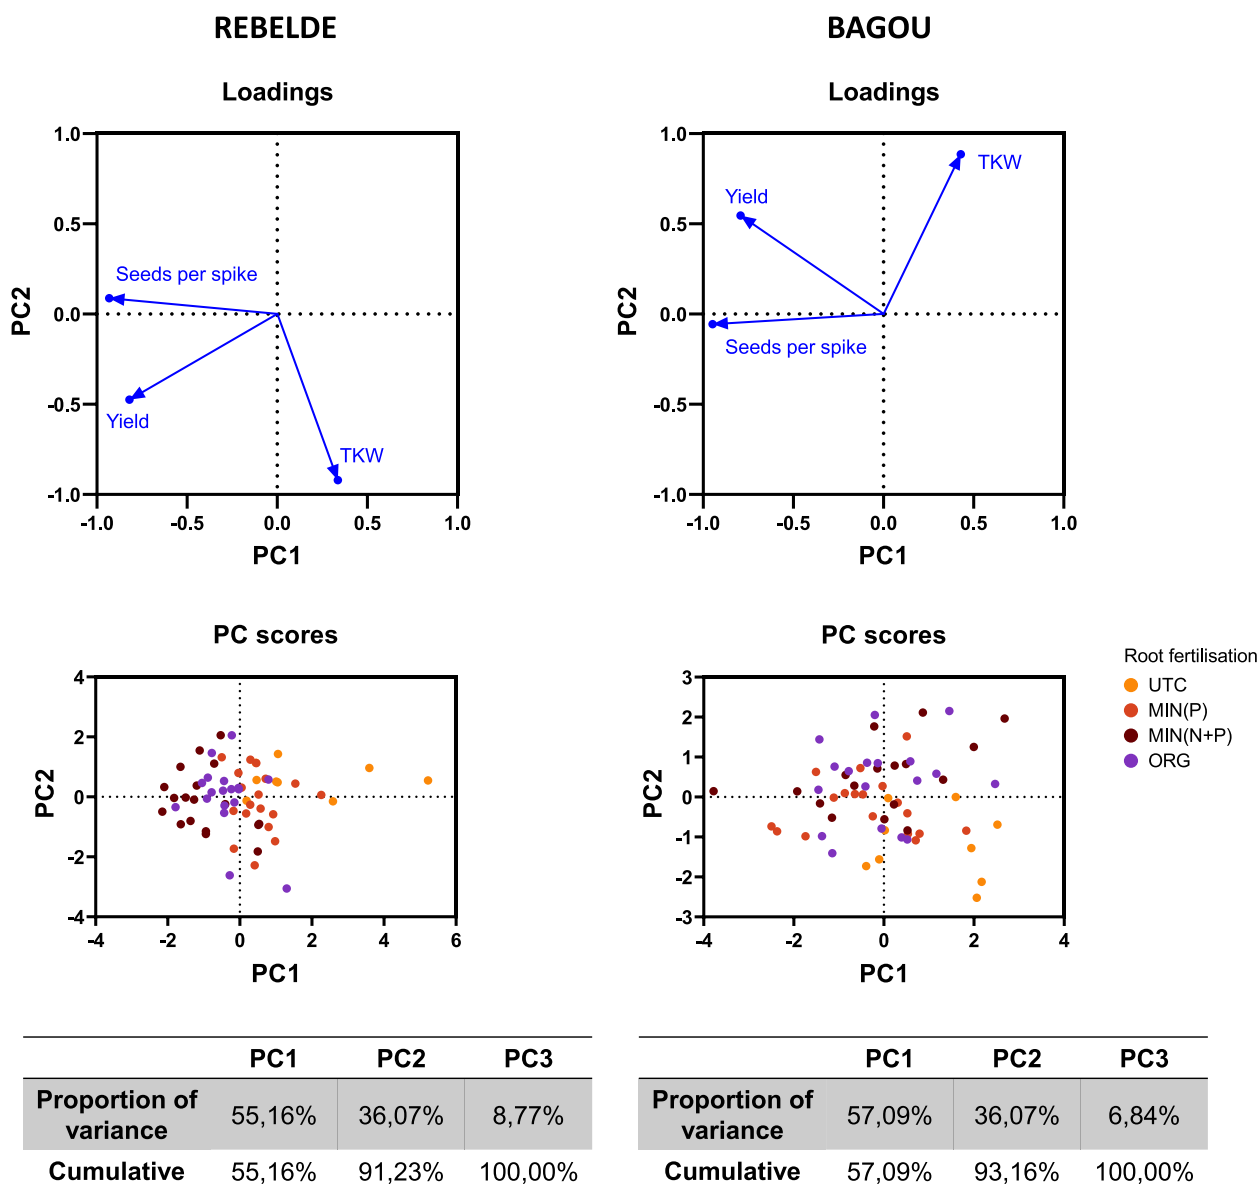 REBELDE
Loadings
1.0
0.5
0.0
-0.5
-1.0
PC2
Seeds per spike
Yield
TKW
-1.0 -0.5 0.0 0.5 1.0
PC1
BAGOU
Loadings
1.0
0.5
0.0
-0.5
-1.0
PC2
TKW
Yield
Seeds per spike
-1.0 -0.5 0.0 0.5 1.0
PC1
PC scores
4
2
0
-2
-4
PC2
-4 -2 0 2 4 6
PC1
PC scores
3
2
1
0
-1
-2
-3
PC2
-4 -2 0 2 4
PC1
Root fertilisation
UTC
MIN(P)
MIN(N+P)
ORG
PC1 PC2 PC3
Proportion of
variance
55,16% 36,07% 8,77%
Cumulative 55,16% 91,23% 100,00%
PC1 PC2 PC3
Proportion of
variance
57,09% 36,07% 6,84%
Cumulative 57,09% 93,16% 100,00%